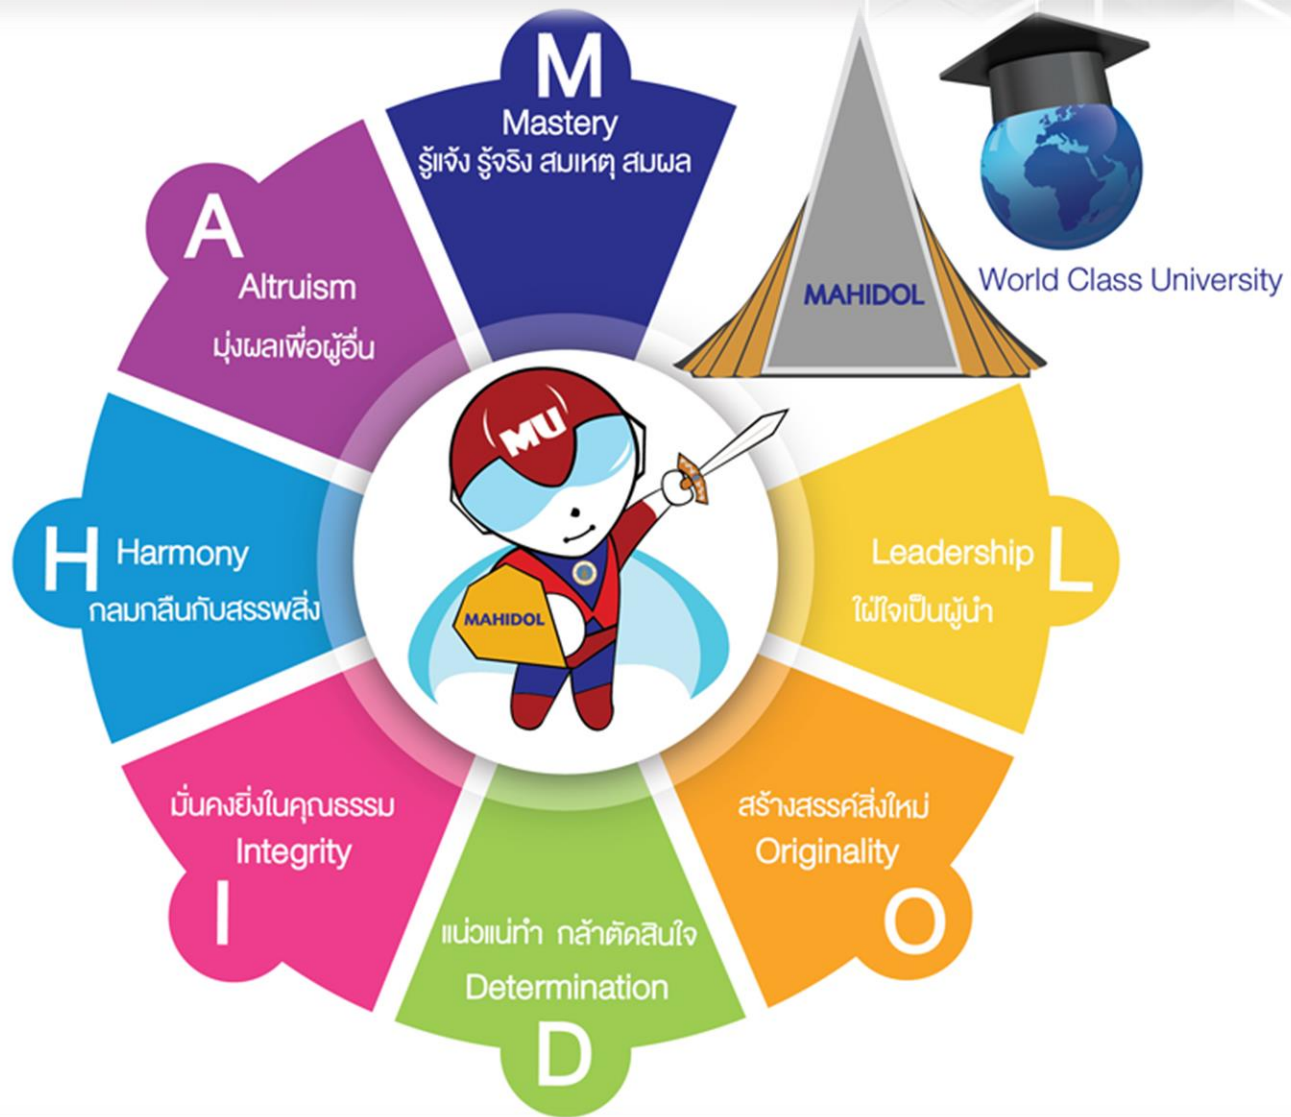 M
Mastery
รู้แจ้ง รู้จริง สมเหตุ สมผล
A
Altruism
มุ่งผลเพื่อผู้อื่น
H
Harmony
กลมกลืนกับสรรพสิ่ง
มั่นคงยิ่งในคุณธรรม
Integrity
I
แน่วแน่ทำ กล้าตัดสินใจ
Determination
D
สร้างสรรค์สิ่งใหม่
Originality
O
Leadership
L
ใฝ่ใจเป็นผู้นำ
MAHIDOL
World Class University
MU
MAHIDOL